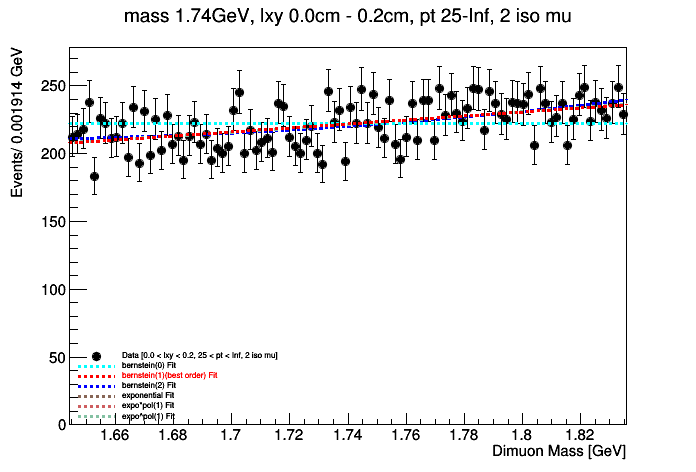 mass 1.74GeV, lxy 0.0cm - 0.2cm, pt 25-Inf, 2 iso mu
Events/ 0.001914 GeV
250
200
150
100
50
0
Data [0.0 < lxy < 0.2, 25 < pt < Inf, 2 iso mu]
bernstein(0) Fit
bernstein(1)(best order) Fit
bernstein(2) Fit
exponential Fit
expo*pol(1) Fit
expo^pol(1) Fit
1.66 1.68 1.7 1.72 1.74 1.76 1.78 1.8 1.82
Dimuon Mass [GeV]